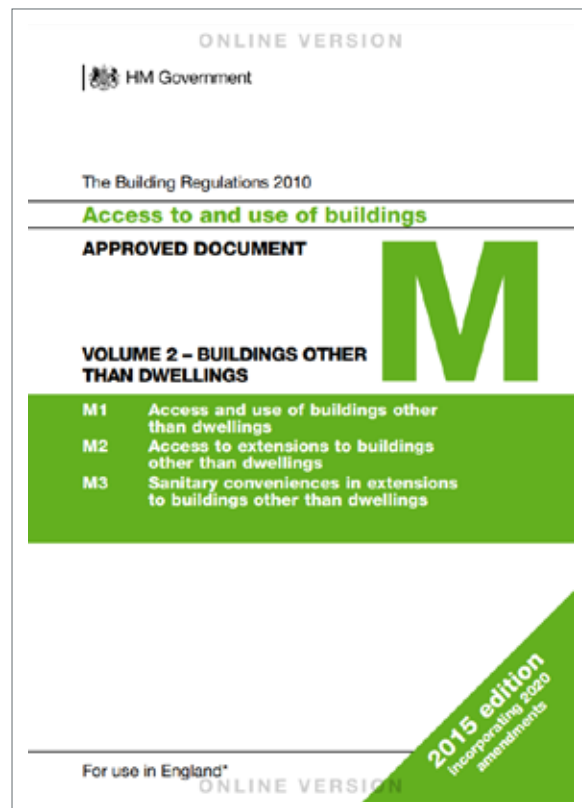 ONLINE VERSION
HM Government
The Building Regulations 2010
Access to and use of buildings
APPROVED DOCUMENT
M
VOLUME 2 – BUILDINGS OTHER
THAN DWELLINGS
M1 Access and use of buildings other
than dwellings
M2 Access to extensions to buildings
other than dwellings
M3 Sanitary conveniences in extensions
to buildings other than dwellings
2015 edition
incorporating 2020
amendments
For use in England*
ONLINE VERSION